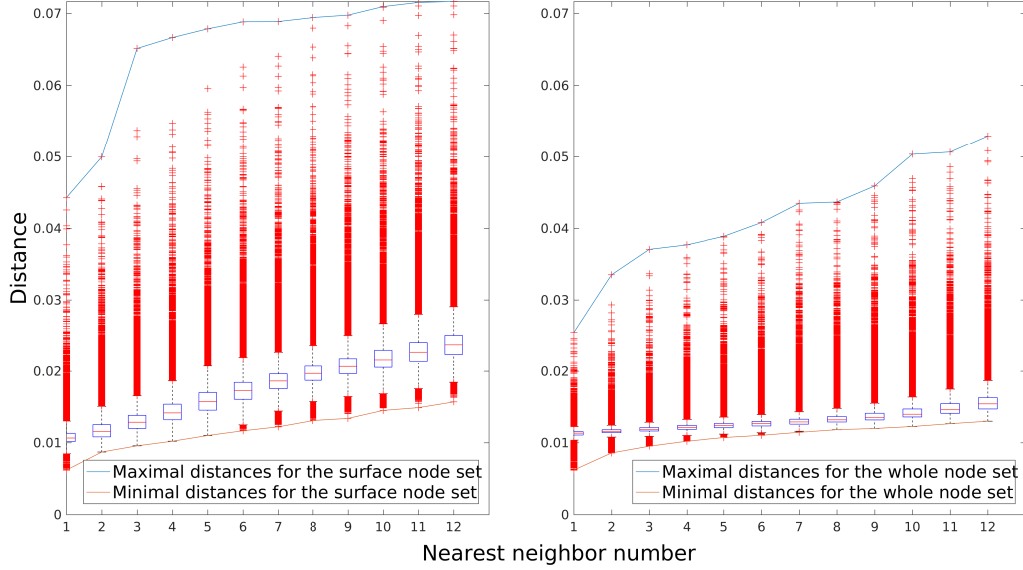 0.07
0.06
0.05
0.04
0.03
0.02
0.01
0
Distance
Maximal distances for the surface node set
Minimal distances for the surface node set
1 2 3 4 5 6 7 8 9 10 11 12
0.07
0.06
0.05
0.04
0.03
0.02
0.01
0
Maximal distances for the whole node set
Minimal distances for the whole node set
1 2 3 4 5 6 7 8 9 10 11 12
Nearest neighbor number